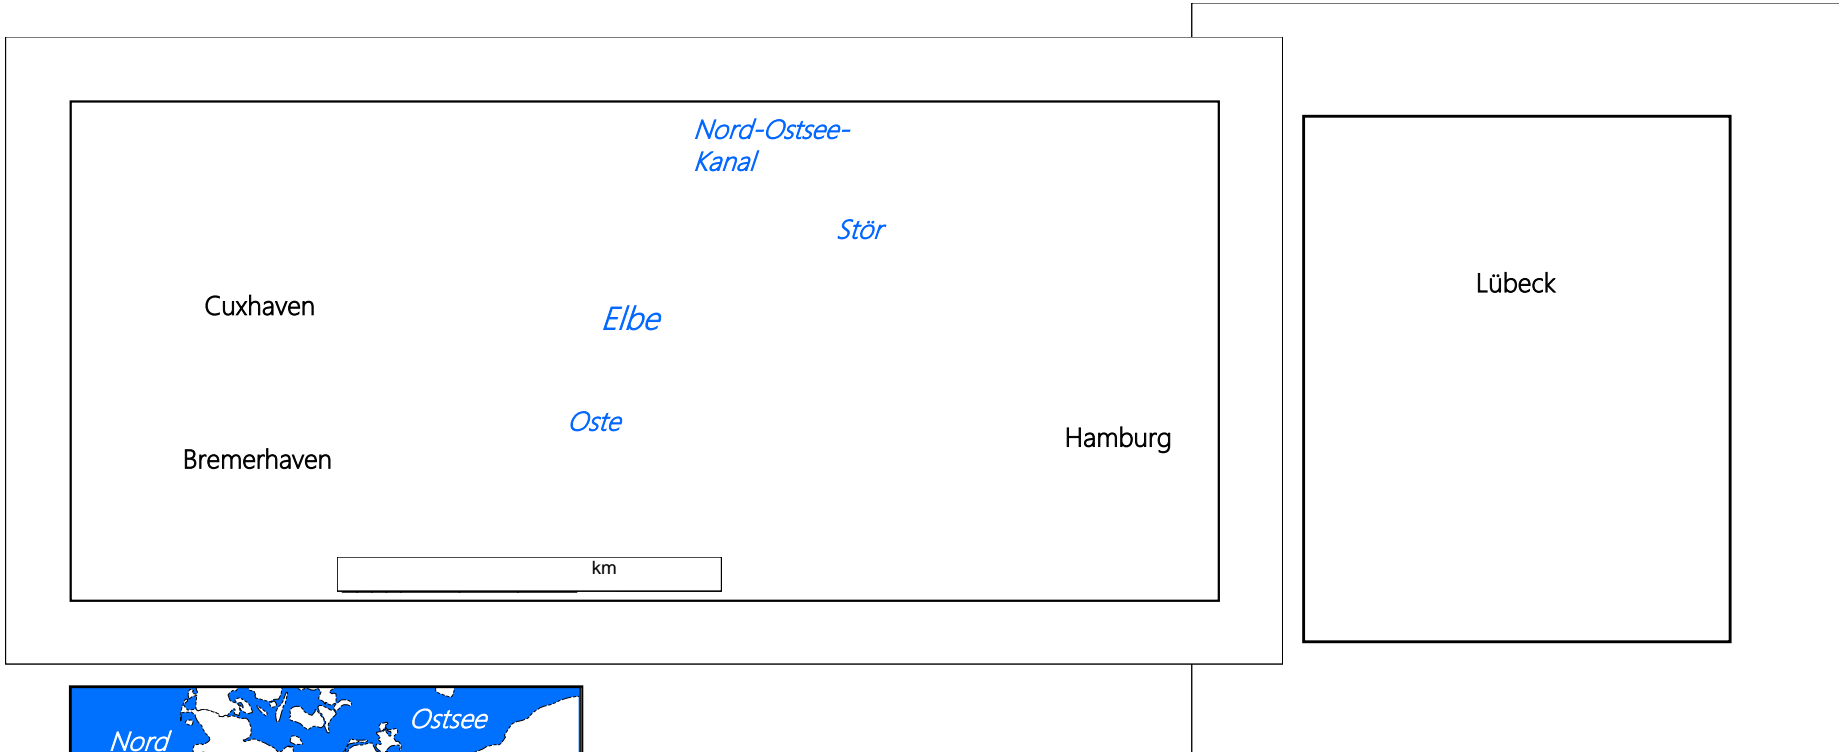 Nord-Ostsee-
Kanal
Stör
Lübeck
Cuxhaven
Elbe
Oste
Hamburg
Bremerhaven
km
Ostsee
Nord